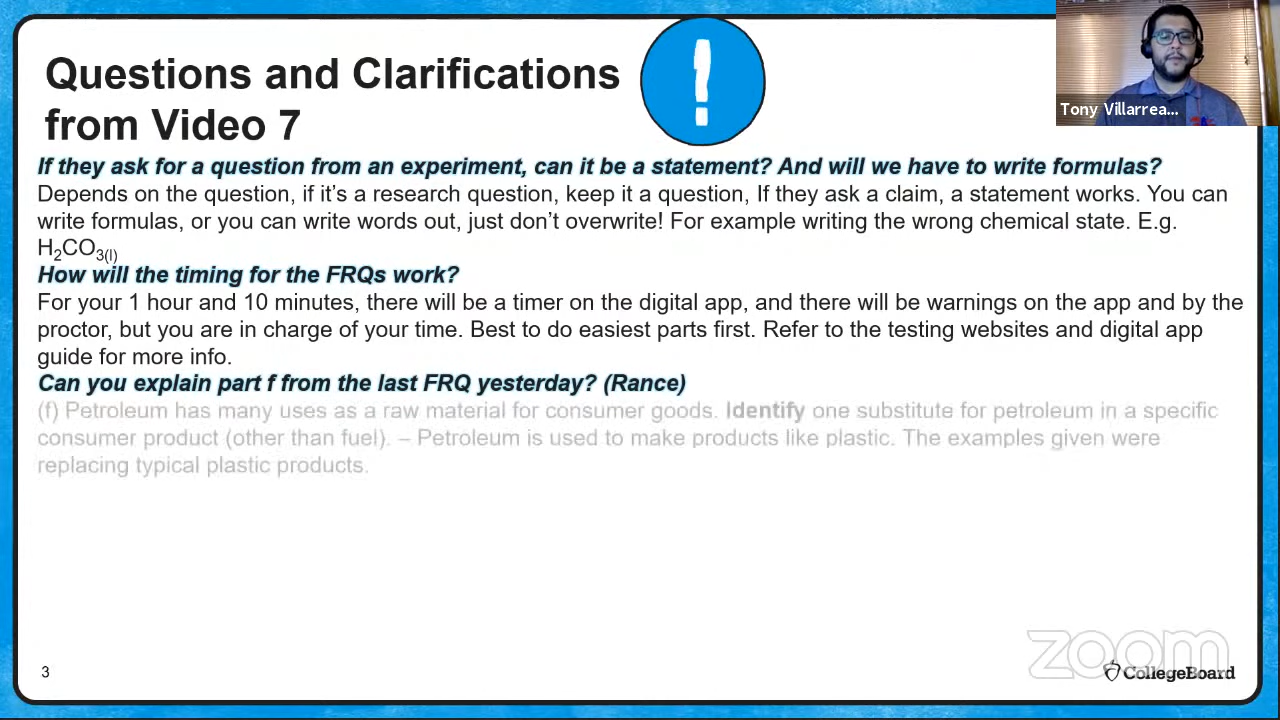 Questions and Clarifications
from Video 7
Tony Villarrea...
If they ask for a question from an experiment, can it be a statement? And will we have to write formulas?
Depends on the question, if it's a research question, keep it a question, If they ask a claim, a statement works. You can
write formulas, or you can write words out, just don't overwrite! For example writing the wrong chemical state. E.g.
H₂CO₃₍ₗ₎
How will the timing for the FRQs work?
For your 1 hour and 10 minutes, there will be a timer on the digital app, and there will be warnings on the app and by the
proctor, but you are in charge of your time. Best to do easiest parts first. Refer to the testing websites and digital app
guide for more info.
Can you explain part f from the last FRQ yesterday? (Rance)
(f) Petroleum has many uses as a raw material for consumer goods. Identify one substitute for petroleum in a specific
consumer product (other than fuel). – Petroleum is used to make products like plastic. The examples given were
replacing typical plastic products.
zoom
3
CollegeBoard